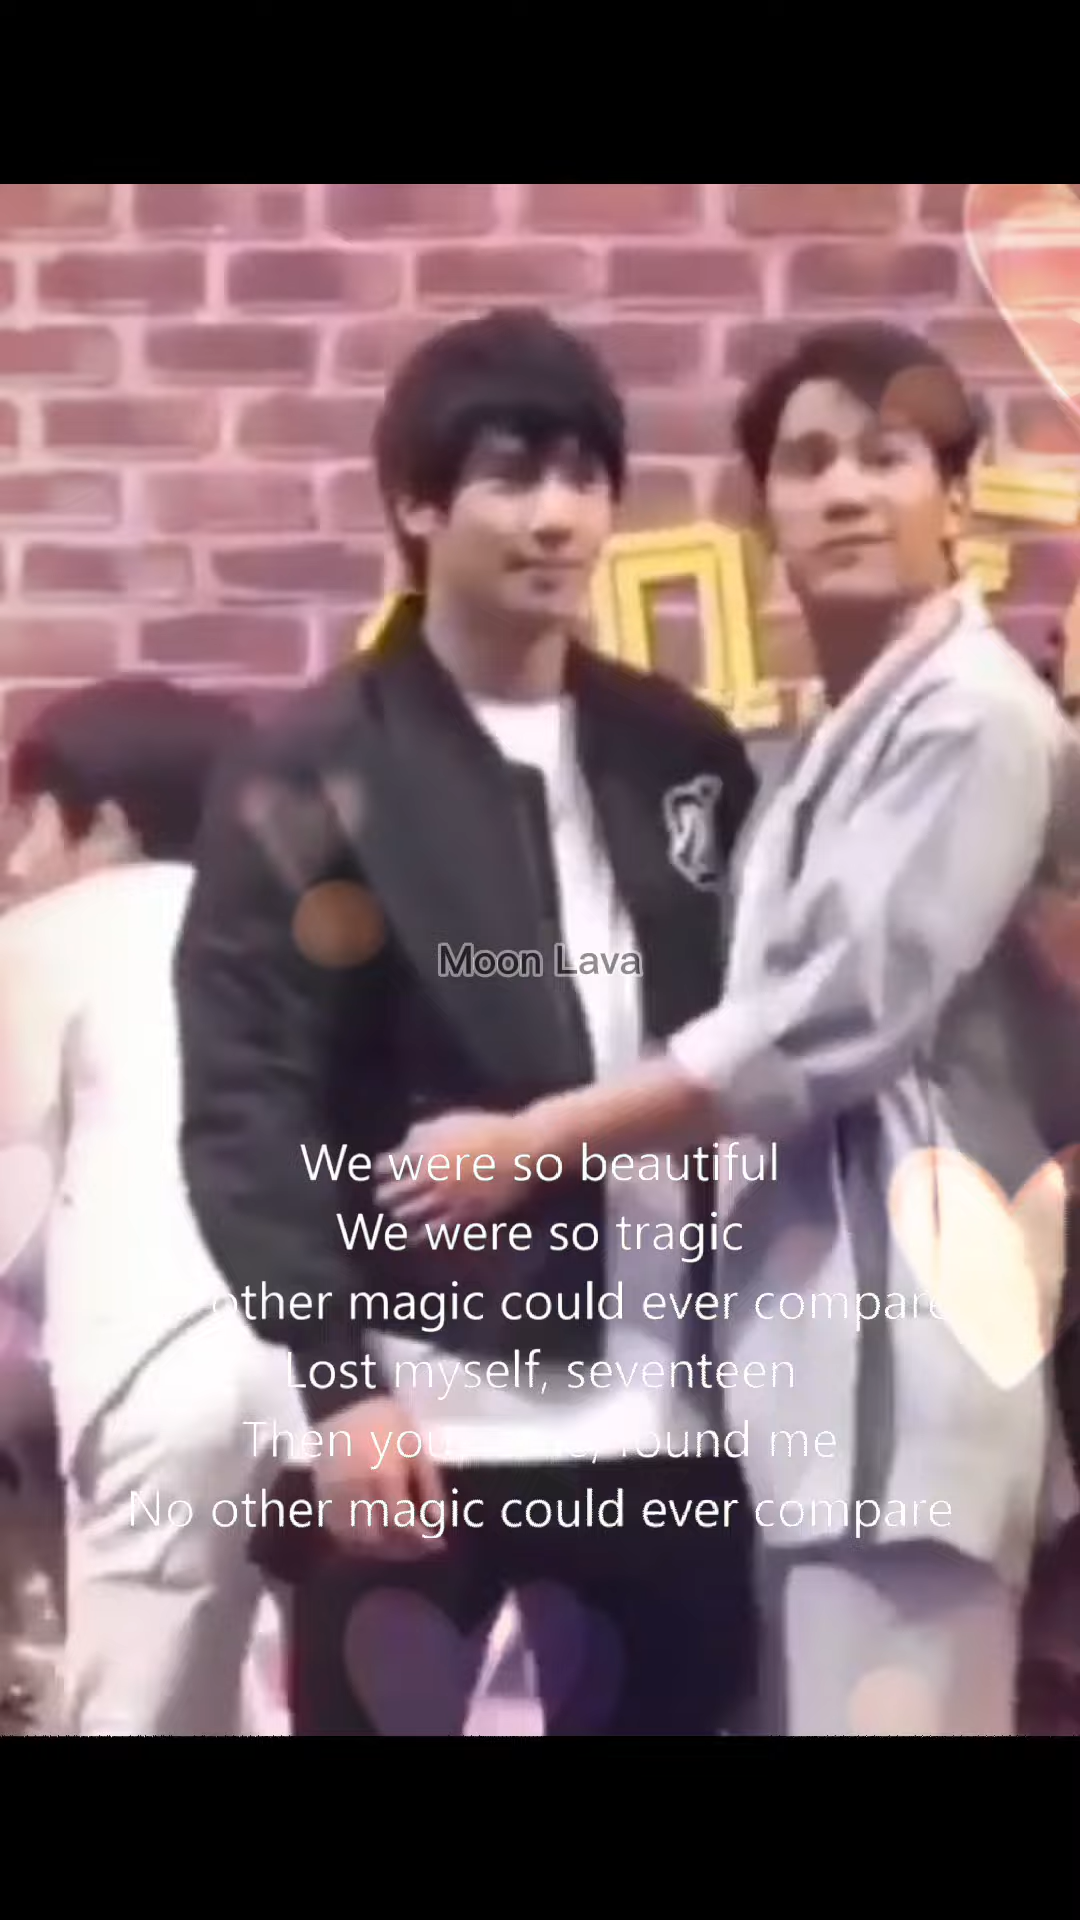 Moon Lava
We were so beautiful
We were so tragic
other magic could ever compare
Lost myself, seventeen
Then you found me
No other magic could ever compare